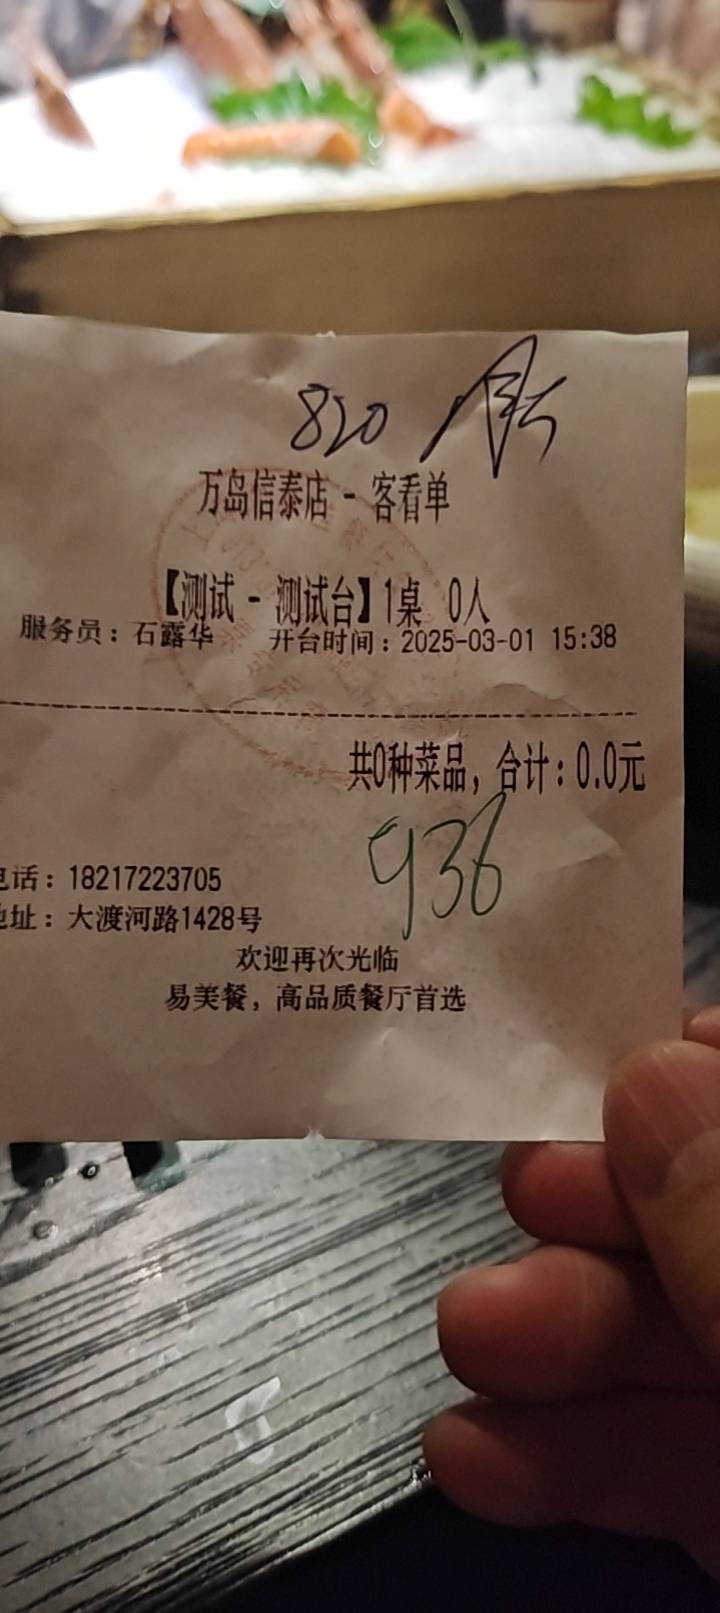 820
万岛信泰店 - 客看单
【测试 - 测试台】1桌 0人
服务员：石露华 开台时间：2025-03-01 15:38
共0种菜品，合计：0.0元
936
电话：18217223705
地址：大渡河路1428号
欢迎再次光临
易美餐，高品质餐厅首选